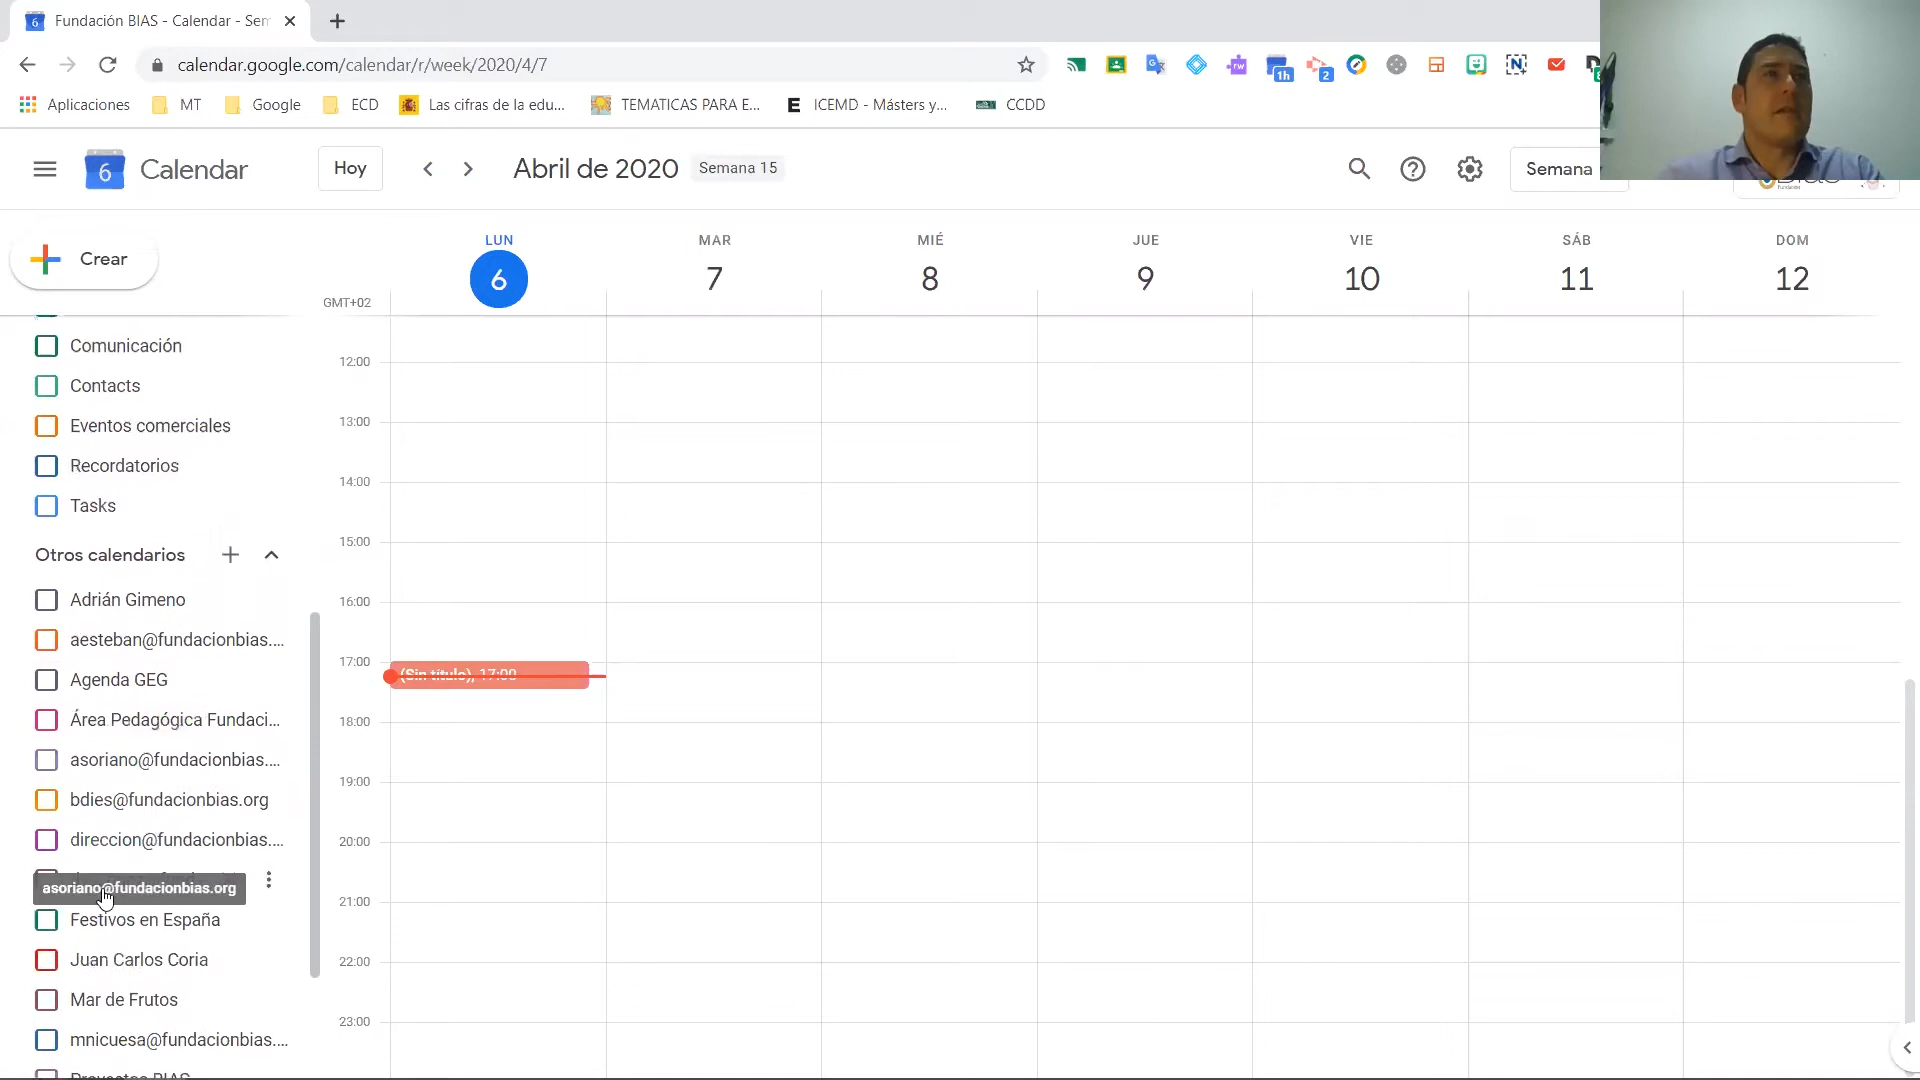 Fundación BIAS - Calendar - Sem
calendar.google.com/calendar/r/week/2020/4/7
1h
2
Aplicaciones
MT
Google
ECD
Las cifras de la edu...
TEMATICAS PARA E...
ICEMD - Másters y...
CCDD
6
Calendar
Hoy
Abril de 2020
Semana 15
Semana
Crear
GMT+02
LUN
6
MAR
7
MIÉ
8
JUE
9
VIE
10
SÁB
11
DOM
12
Comunicación
Contacts
Eventos comerciales
Recordatorios
Tasks
Otros calendarios
Adrián Gimeno
aesteban@fundacionbias....
Agenda GEG
Área Pedagógica Fundaci...
asoriano@fundacionbias....
bdies@fundacionbias.org
direccion@fundacionbias....
asoriano@fundacionbias.org
Festivos en España
Juan Carlos Coria
Mar de Frutos
mnicuesa@fundacionbias....
Proyectos BIAS
12:00
13:00
14:00
15:00
16:00
17:00
(Sin título), 17:00
18:00
19:00
20:00
21:00
22:00
23:00